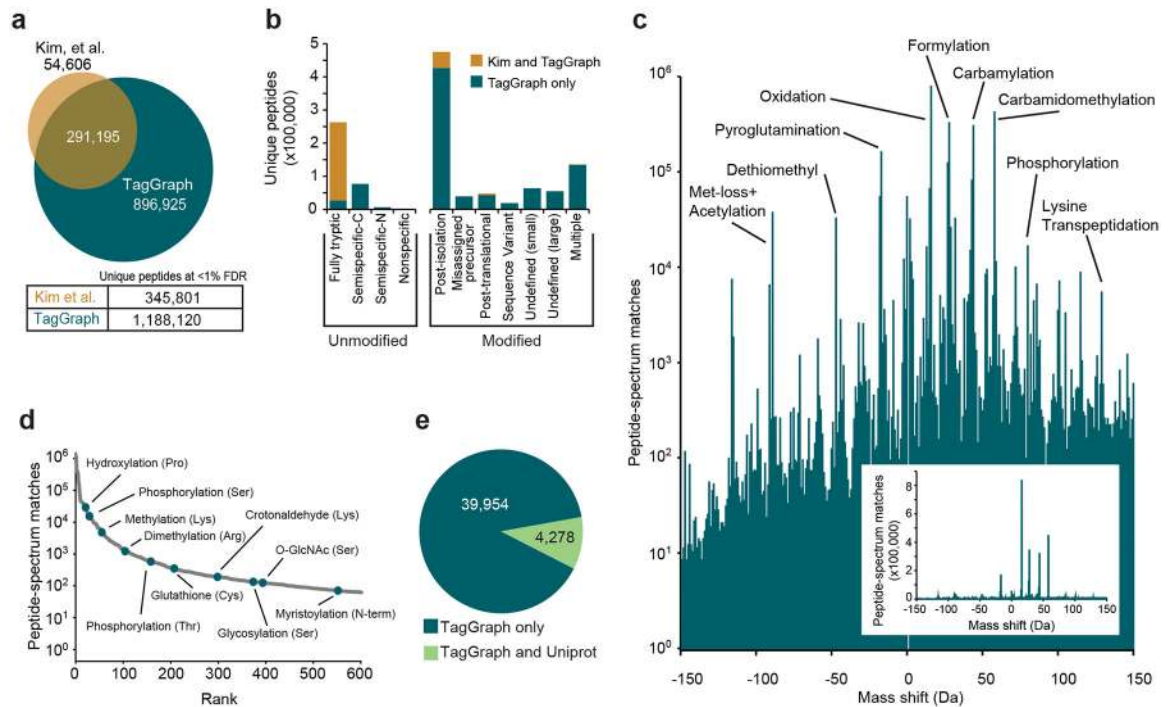 a
Kim, et al.
54,606
291,195
TagGraph
896,925
Unique peptides at <1% FDR
Kim et al. 345,801
TagGraph 1,188,120
b
Unique peptides
(x100,000)
5
4
3
2
1
0
Kim and TagGraph
TagGraph only
Fully tryptic
Semispecific-C
Semispecific-N
Nonspecific
Post-isolation
Misassigned
precursor
Post-translational
Sequence Variant
Undefined (small)
Undefined (large)
Multiple
Unmodified
Modified
c
Peptide-spectrum matches
10^6
10^5
10^4
10^3
10^2
10^1
10^0
Formylation
Carbamylation
Oxidation
Carbamidomethylation
Pyroglutamination
Phosphorylation
Dethiomethyl
Met-loss+
Acetylation
Lysine
Transpeptidation
Peptide-spectrum matches
(x100,000)
8
6
4
2
0
-150 -100 -50 0 50 100 150
Mass shift (Da)
-150 -100 -50 0 50 100 150
Mass shift (Da)
d
Peptide-spectrum matches
10^6
10^5
10^4
10^3
10^2
10^1
10^0
Hydroxylation (Pro)
Phosphorylation (Ser)
Methylation (Lys)
Crotonaldehyde (Lys)
Dimethylation (Arg)
O-GlcNAc (Ser)
Glutathione (Cys)
Myristoylation (N-term)
Phosphorylation (Thr)
Glycosylation (Ser)
0 100 200 300 400 500 600
Rank
e
39,954
4,278
TagGraph only
TagGraph and Uniprot